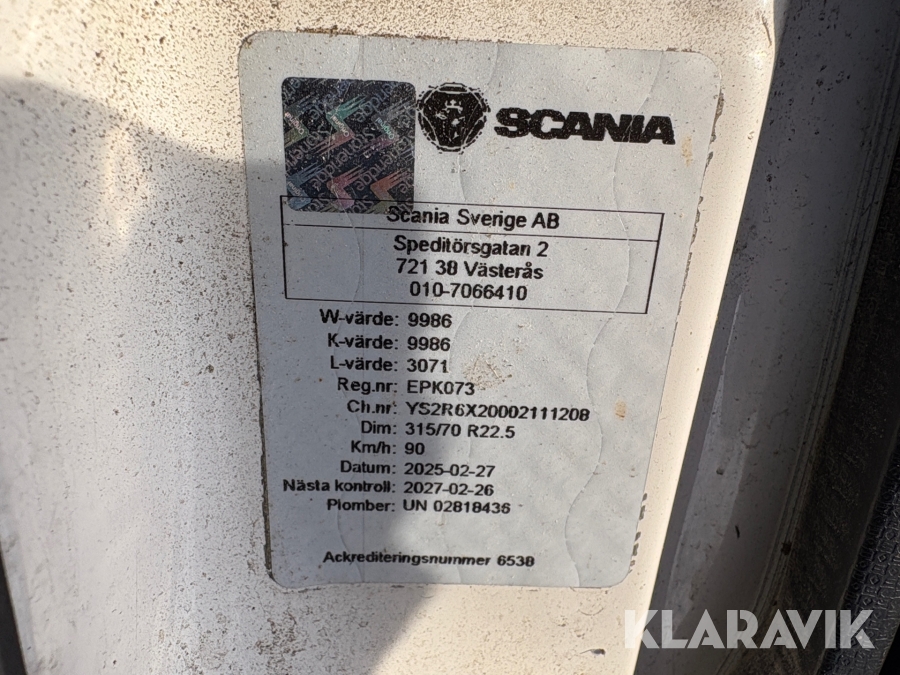 SCANIA
Scania Sverige AB
Speditörsgatan 2
721 38 Västerås
010-7066410
W-värde: 9986
K-värde: 9986
L-värde: 3071
Reg.nr: EPK073
Ch.nr: YS2R6X20002111208
Dim: 315/70 R22.5
Km/h: 90
Datum: 2025-02-27
Nästa kontroll: 2027-02-26
Plomber: UN 02818436
Ackrediteringsnummer 6538
KLARAVIK